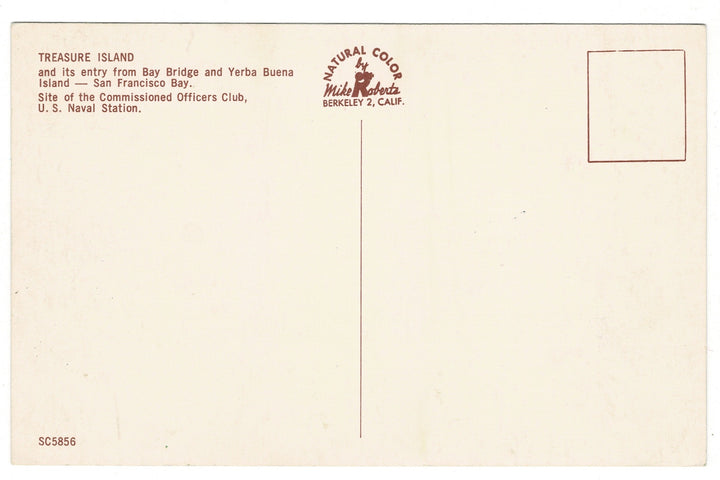 TREASURE ISLAND
and its entry from Bay Bridge and Yerba Buena
Island — San Francisco Bay.
Site of the Commissioned Officers Club,
U. S. Naval Station.
NATURAL COLOR
by
Mike Roberts
BERKELEY 2, CALIF.
SC5856